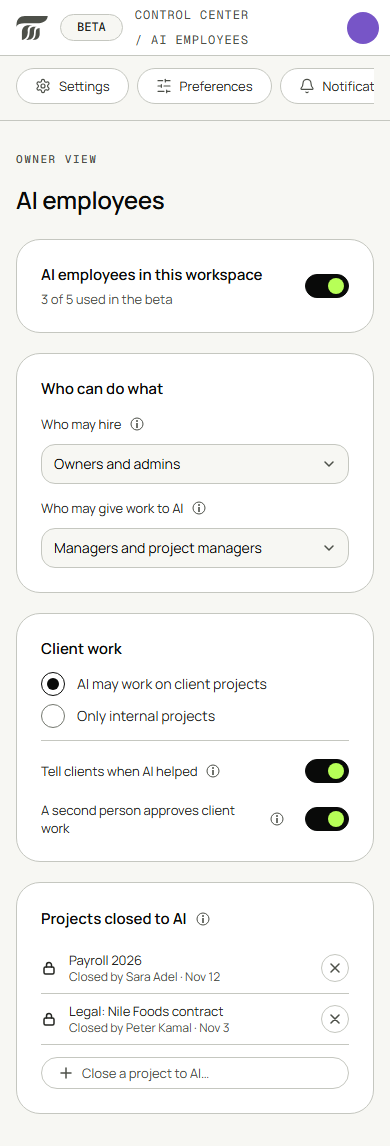 BETA
CONTROL CENTER
/ AI EMPLOYEES
Settings
Preferences
Notificat
OWNER VIEW
AI employees
AI employees in this workspace
3 of 5 used in the beta
Who can do what
Who may hire
Owners and admins
Who may give work to AI
Managers and project managers
Client work
AI may work on client projects
Only internal projects
Tell clients when AI helped
A second person approves client
work
Projects closed to AI
Payroll 2026
Closed by Sara Adel · Nov 12
Legal: Nile Foods contract
Closed by Peter Kamal · Nov 3
Close a project to AI...